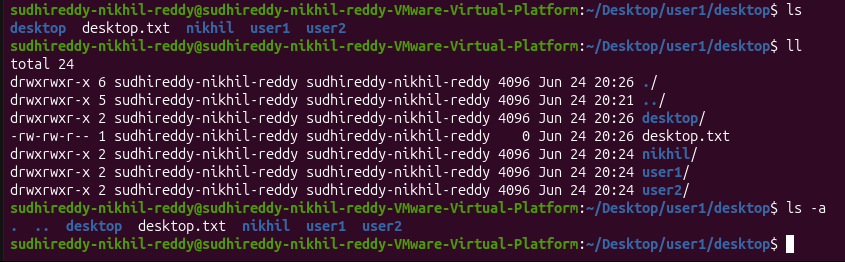 sudhireddy-nikhil-reddy@sudhireddy-nikhil-reddy-VMware-Virtual-Platform:~/Desktop/user1/desktop$ ls
desktop  desktop.txt  nikhil  user1  user2
sudhireddy-nikhil-reddy@sudhireddy-nikhil-reddy-VMware-Virtual-Platform:~/Desktop/user1/desktop$ ll
total 24
drwxrwxr-x 6 sudhireddy-nikhil-reddy sudhireddy-nikhil-reddy 4096 Jun 24 20:26 ./
drwxrwxr-x 5 sudhireddy-nikhil-reddy sudhireddy-nikhil-reddy 4096 Jun 24 20:21 ../
drwxrwxr-x 2 sudhireddy-nikhil-reddy sudhireddy-nikhil-reddy 4096 Jun 24 20:26 desktop/
-rw-rw-r-- 1 sudhireddy-nikhil-reddy sudhireddy-nikhil-reddy    0 Jun 24 20:26 desktop.txt
drwxrwxr-x 2 sudhireddy-nikhil-reddy sudhireddy-nikhil-reddy 4096 Jun 24 20:24 nikhil/
drwxrwxr-x 2 sudhireddy-nikhil-reddy sudhireddy-nikhil-reddy 4096 Jun 24 20:24 user1/
drwxrwxr-x 2 sudhireddy-nikhil-reddy sudhireddy-nikhil-reddy 4096 Jun 24 20:24 user2/
sudhireddy-nikhil-reddy@sudhireddy-nikhil-reddy-VMware-Virtual-Platform:~/Desktop/user1/desktop$ ls -a
.  ..  desktop  desktop.txt  nikhil  user1  user2
sudhireddy-nikhil-reddy@sudhireddy-nikhil-reddy-VMware-Virtual-Platform:~/Desktop/user1/desktop$